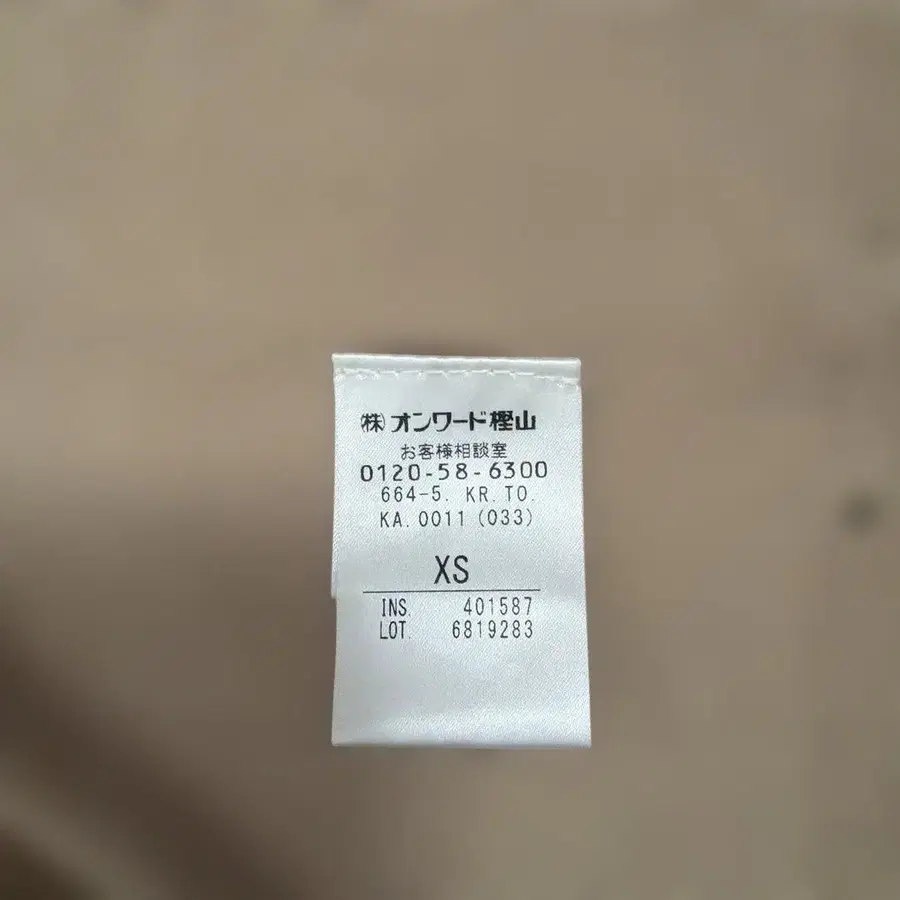 ㈱オンワード樫山
お客様相談室
0120-58-6300
664-5. KR. TO.
KA. 0011 (033)
XS
INS. 401587
LOT. 6819283